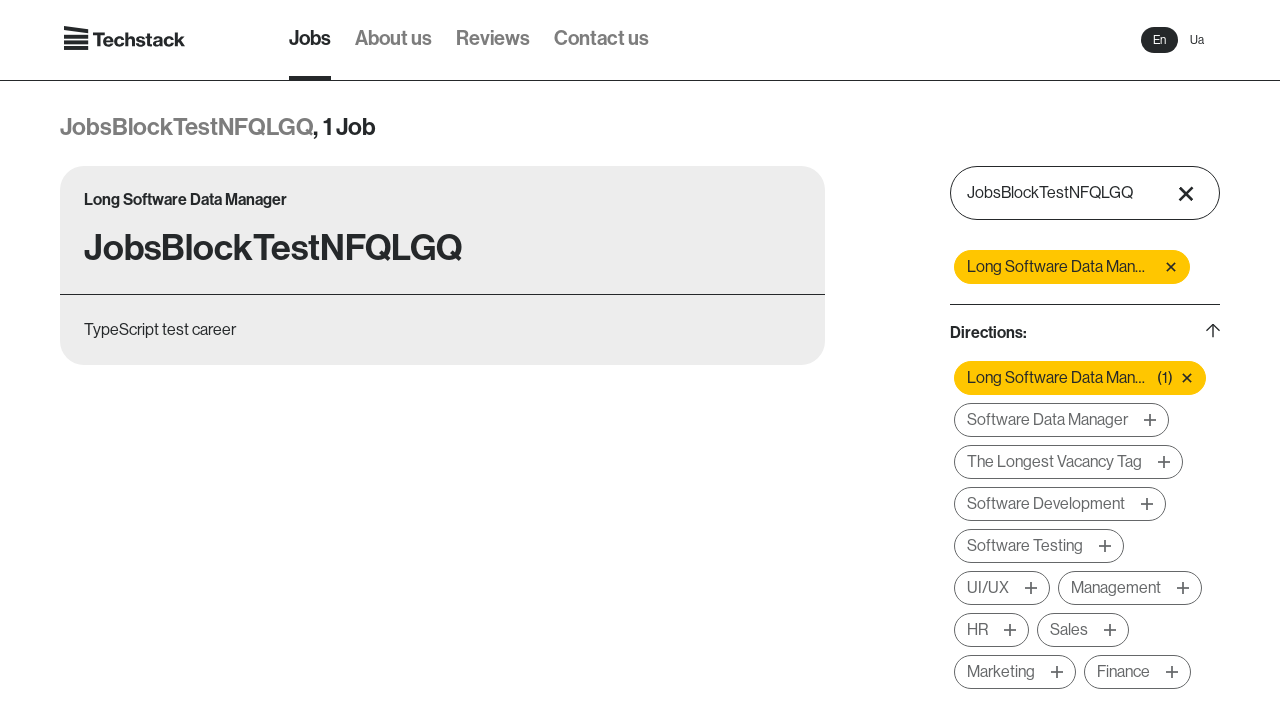 Techstack
Jobs
About us
Reviews
Contact us
En
Ua
JobsBlockTestNFQLGQ, 1 Job
Long Software Data Manager
JobsBlockTestNFQLGQ
TypeScript test career
JobsBlockTestNFQLGQ
Long Software Data Man...
Directions:
Long Software Data Man... (1)
Software Data Manager
The Longest Vacancy Tag
Software Development
Software Testing
UI/UX
Management
HR
Sales
Marketing
Finance